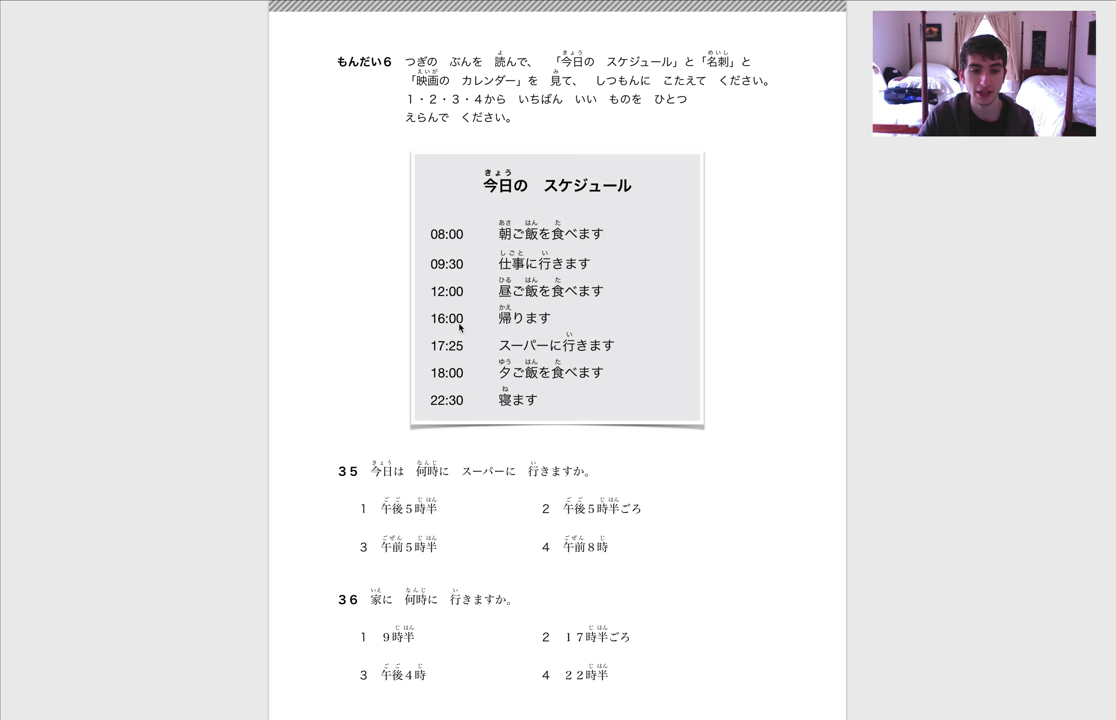 もんだい６ つぎの ぶんを 読んで、 「今日の スケジュール」と「名刺」と
「映画の カレンダー」を 見て、 しつもんに こたえて ください。
１・２・３・４から いちばん いい ものを ひとつ
えらんで ください。
今日の スケジュール
08:00 朝ご飯を食べます
09:30 仕事に行きます
12:00 昼ご飯を食べます
16:00 帰ります
17:25 スーパーに行きます
18:00 夕ご飯を食べます
22:30 寝ます
３５ 今日は 何時に スーパーに 行きますか。
1 午後５時半 2 午後５時半ごろ
3 午前５時半 4 午前８時
３６ 家に 何時に 行きますか。
1 ９時半 2 １７時半ごろ
3 午後４時 4 ２２時半